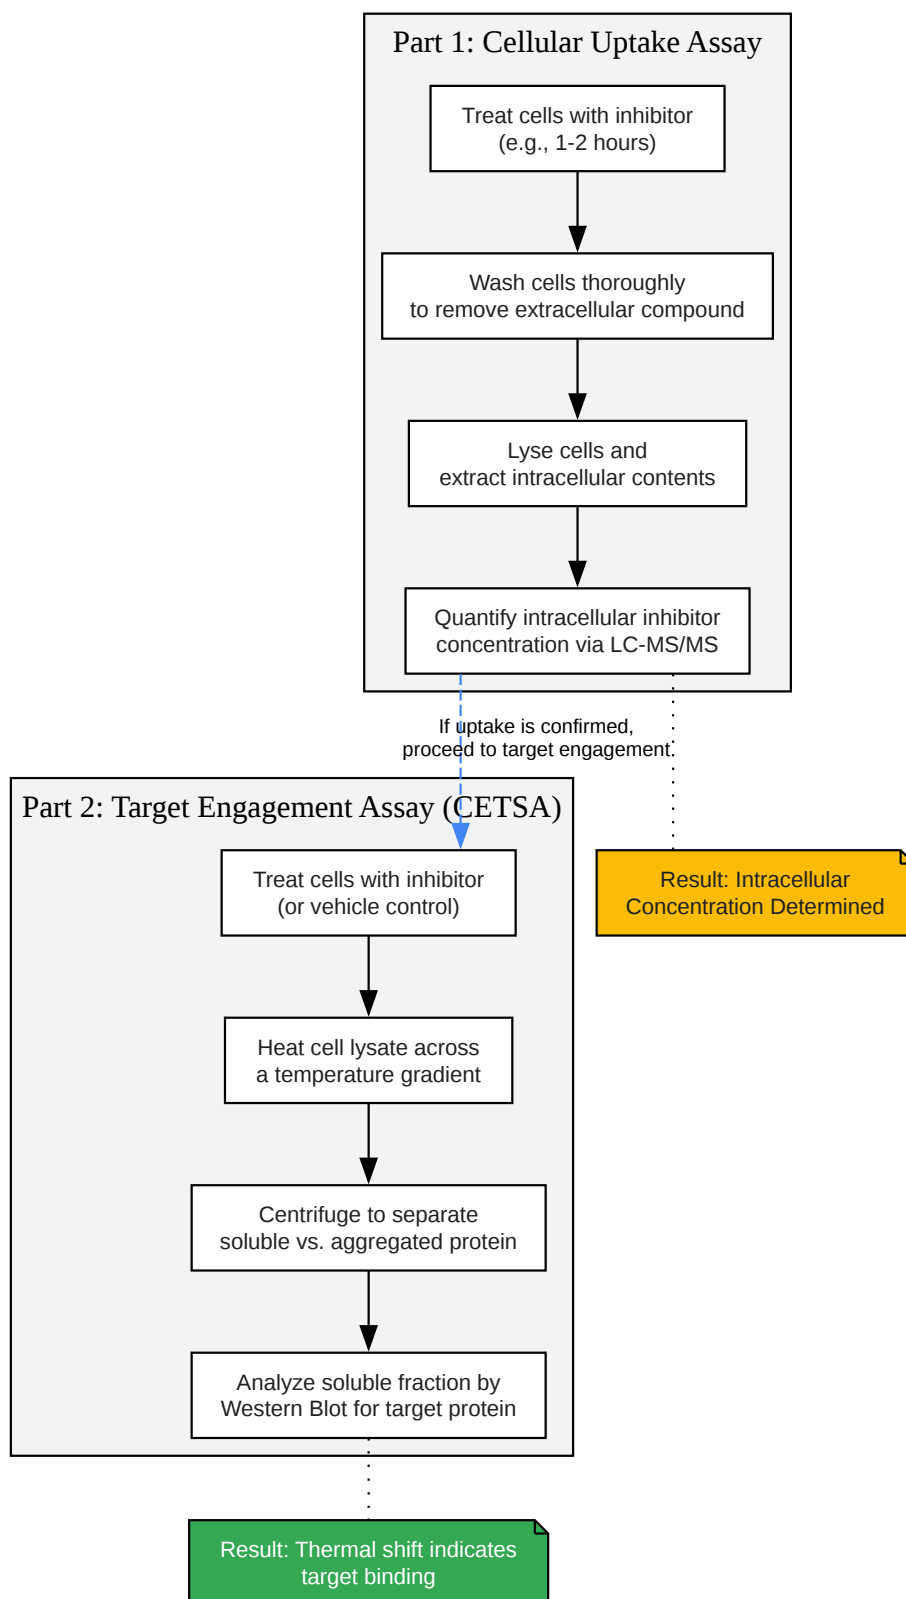 Part 1: Cellular Uptake Assay
Treat cells with inhibitor
(e.g., 1-2 hours)
Wash cells thoroughly
to remove extracellular compound
Lyse cells and
extract intracellular contents
Quantify intracellular inhibitor
concentration via LC-MS/MS
If uptake is confirmed,
proceed to target engagement
Part 2: Target Engagement Assay (CETSA)
Treat cells with inhibitor
(or vehicle control)
Result: Intracellular
Concentration Determined
Heat cell lysate across
a temperature gradient
Centrifuge to separate
soluble vs. aggregated protein
Analyze soluble fraction by
Western Blot for target protein
Result: Thermal shift indicates
target binding